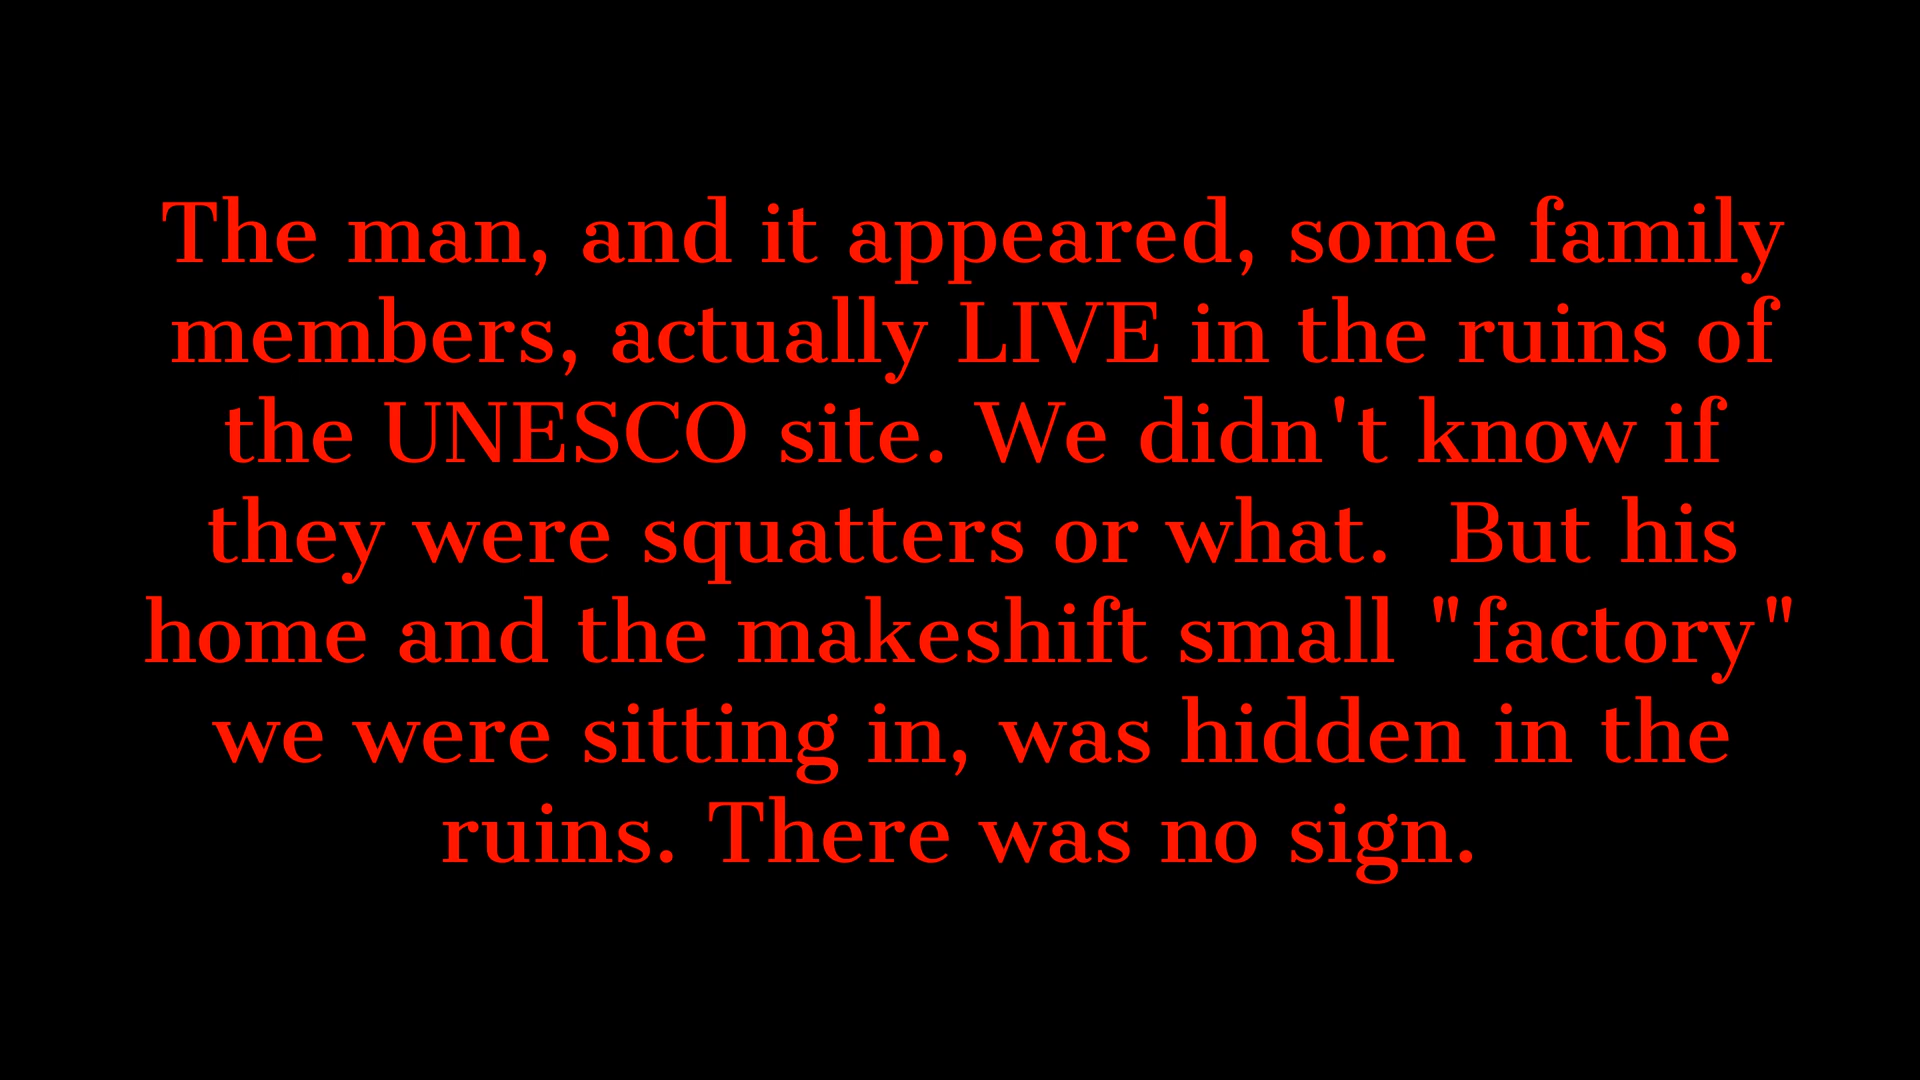 The man, and it appeared, some family
members, actually LIVE in the ruins of
the UNESCO site. We didn't know if
they were squatters or what.  But his
home and the makeshift small "factory"
we were sitting in, was hidden in the
ruins. There was no sign.